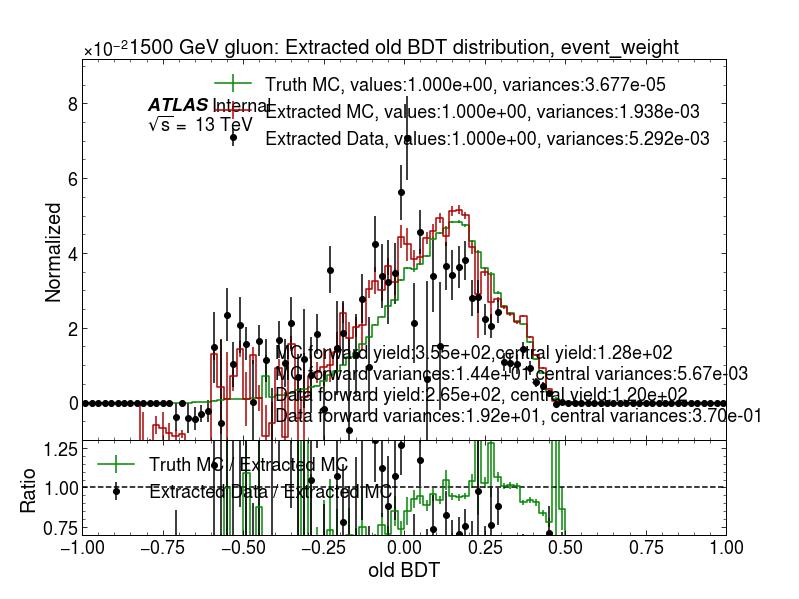 ×10−2 1500 GeV gluon: Extracted old BDT distribution, event_weight
Truth MC, values:1.000e+00, variances:3.677e-05
ATLAS Internal
Extracted MC, values:1.000e+00, variances:1.938e-03
√s = 13 TeV
Extracted Data, values:1.000e+00, variances:5.292e-03
8
6
4
2
0
Normalized
MC forward yield:3.55e+02,central yield:1.28e+02
MC forward variances:1.44e+01,central variances:5.67e-03
Data forward yield:2.65e+02, central yield:1.20e+02
Data forward variances:1.92e+01, central variances:3.70e-01
1.25
1.00
0.75
Ratio
Truth MC / Extracted MC
Extracted Data / Extracted MC
−1.00 −0.75 −0.50 −0.25 0.00 0.25 0.50 0.75 1.00
old BDT